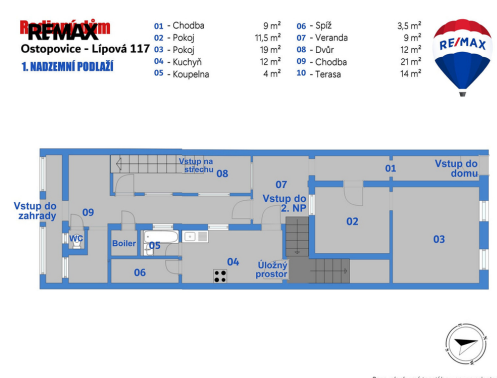 Rodinný dům
RE/MAX
Ostopovice - Lípová 117
1. NADZEMNÍ PODLAŽÍ
01 - Chodba 9 m²
02 - Pokoj 11,5 m²
03 - Pokoj 19 m²
04 - Kuchyň 12 m²
05 - Koupelna 4 m²
06 - Spíž 3,5 m²
07 - Veranda 9 m²
08 - Dvůr 12 m²
09 - Chodba 21 m²
10 - Terasa 14 m²
RE/MAX
Vstup na
střechu
08
07
01
Vstup do
domu
Vstup do
zahrady
09
Vstup do
2. NP
02
03
WC
Boiler
05
06
04
Úložný
prostor